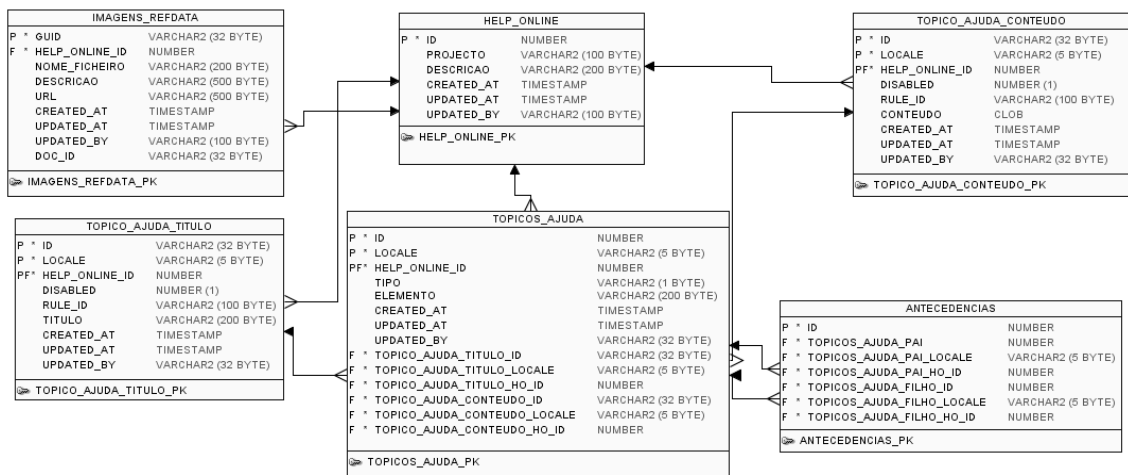 IMAGENS_REFDATA
P * GUID VARCHAR2 (32 BYTE)
F * HELP_ONLINE_ID NUMBER
NOME_FICHEIRO VARCHAR2 (200 BYTE)
DESCRICAO VARCHAR2 (500 BYTE)
URL VARCHAR2 (500 BYTE)
CREATED_AT TIMESTAMP
UPDATED_AT TIMESTAMP
UPDATED_BY VARCHAR2 (100 BYTE)
DOC_ID VARCHAR2 (32 BYTE)
IMAGENS_REFDATA_PK
HELP_ONLINE
P * ID NUMBER
PROJECTO VARCHAR2 (100 BYTE)
DESCRICAO VARCHAR2 (200 BYTE)
CREATED_AT TIMESTAMP
UPDATED_AT TIMESTAMP
UPDATED_BY VARCHAR2 (100 BYTE)
HELP_ONLINE_PK
TOPICO_AJUDA_CONTEUDO
P * ID VARCHAR2 (32 BYTE)
P * LOCALE VARCHAR2 (5 BYTE)
PF* HELP_ONLINE_ID NUMBER
DISABLED NUMBER (1)
RULE_ID VARCHAR2 (100 BYTE)
CONTEUDO CLOB
CREATED_AT TIMESTAMP
UPDATED_AT TIMESTAMP
UPDATED_BY VARCHAR2 (32 BYTE)
TOPICO_AJUDA_CONTEUDO_PK
TOPICO_AJUDA_TITULO
P * ID VARCHAR2 (32 BYTE)
P * LOCALE VARCHAR2 (5 BYTE)
PF* HELP_ONLINE_ID NUMBER
DISABLED NUMBER (1)
RULE_ID VARCHAR2 (100 BYTE)
TITULO VARCHAR2 (200 BYTE)
CREATED_AT TIMESTAMP
UPDATED_AT TIMESTAMP
UPDATED_BY VARCHAR2 (32 BYTE)
TOPICO_AJUDA_TITULO_PK
TOPICOS_AJUDA
P * ID NUMBER
P * LOCALE VARCHAR2 (5 BYTE)
PF* HELP_ONLINE_ID NUMBER
TIPO VARCHAR2 (1 BYTE)
ELEMENTO VARCHAR2 (200 BYTE)
CREATED_AT TIMESTAMP
UPDATED_AT TIMESTAMP
UPDATED_BY VARCHAR2 (32 BYTE)
F * TOPICO_AJUDA_TITULO_ID VARCHAR2 (32 BYTE)
F * TOPICO_AJUDA_TITULO_LOCALE VARCHAR2 (5 BYTE)
F * TOPICO_AJUDA_TITULO_HO_ID NUMBER
F * TOPICO_AJUDA_CONTEUDO_ID VARCHAR2 (32 BYTE)
F * TOPICO_AJUDA_CONTEUDO_LOCALE VARCHAR2 (5 BYTE)
F * TOPICO_AJUDA_CONTEUDO_HO_ID NUMBER
TOPICOS_AJUDA_PK
ANTECEDENCIAS
P * ID NUMBER
F * TOPICOS_AJUDA_PAI NUMBER
F * TOPICOS_AJUDA_PAI_LOCALE VARCHAR2 (5 BYTE)
F * TOPICOS_AJUDA_PAI_HO_ID NUMBER
F * TOPICOS_AJUDA_FILHO_ID NUMBER
F * TOPICOS_AJUDA_FILHO_LOCALE VARCHAR2 (5 BYTE)
F * TOPICOS_AJUDA_FILHO_HO_ID NUMBER
ANTECEDENCIAS_PK